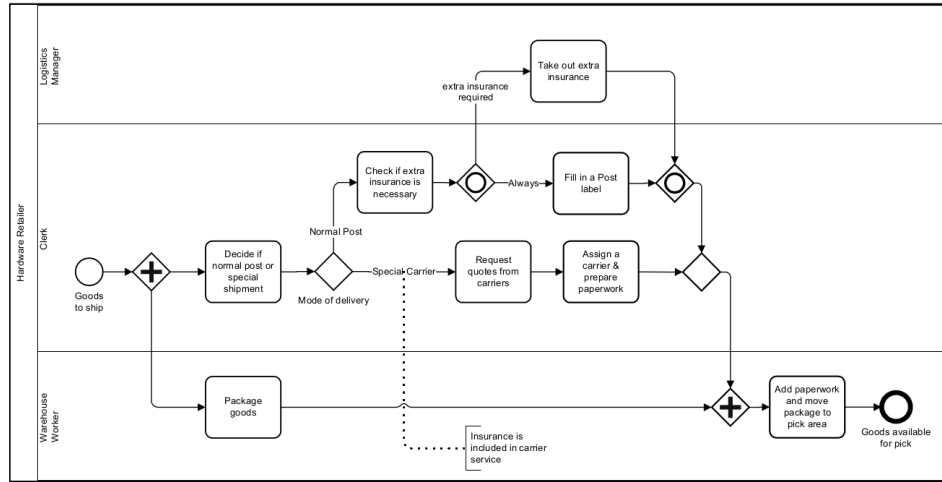 Hardware Retailer
Logistics
Manager
Take out extra
insurance
extra insurance
required
Clerk
Check if extra
insurance is
necessary
Always
Fill in a Post
label
Normal Post
Goods
to ship
Decide if
normal post or
special
shipment
Mode of delivery
Special Carrier
Request
quotes from
carriers
Assign a
carrier &
prepare
paperwork
Warehouse
Worker
Package
goods
Insurance is
included in carrier
service
Add paperwork
and move
package to
pick area
Goods available
for pick